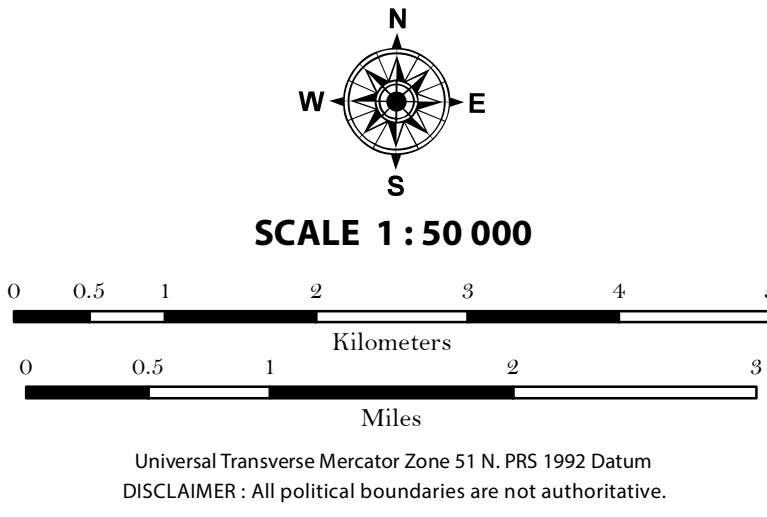 N
W E
S
SCALE 1 : 50 000
0 0.5 1 2 3 4
Kilometers
0 0.5 1 2 3
Miles
Universal Transverse Mercator Zone 51 N. PRS 1992 Datum
DISCLAIMER : All political boundaries are not authoritative.